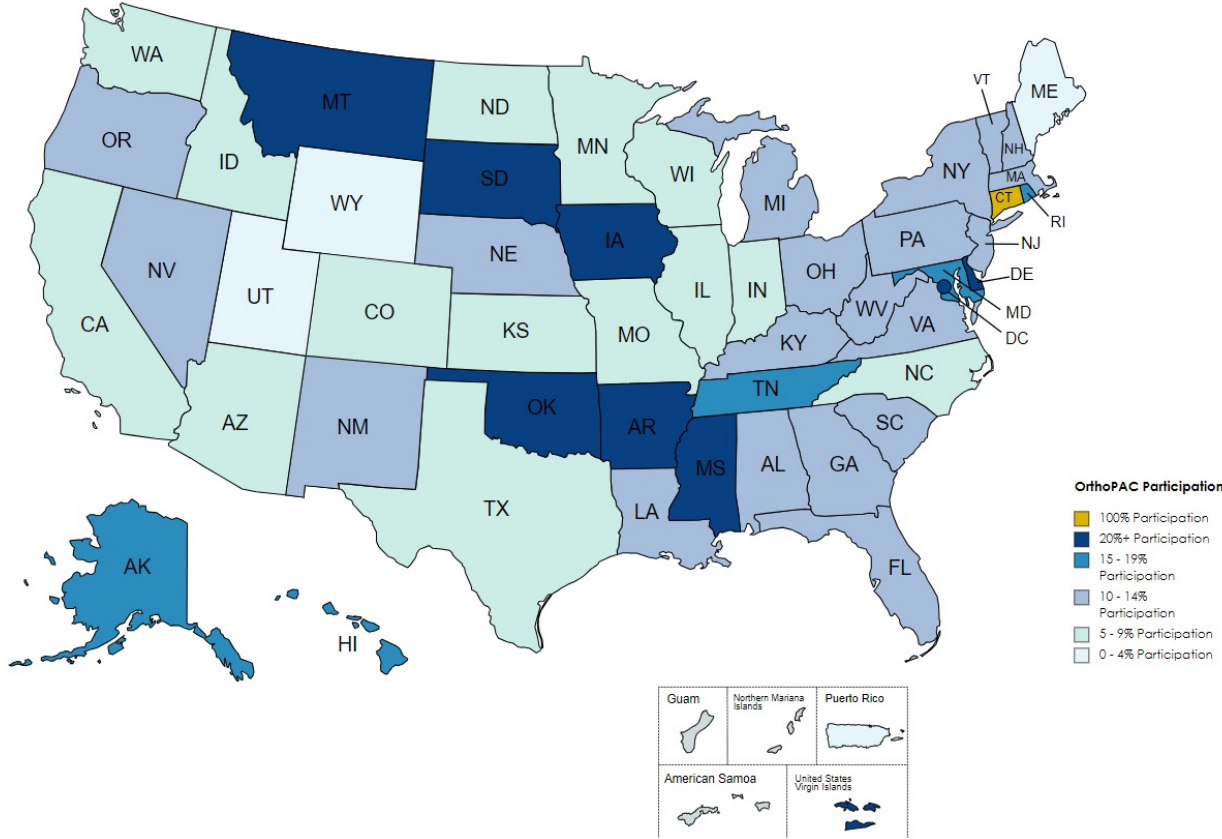 WA
MT
ND
MN
OR
ID
SD
WI
WY
MI
VT
ME
NH
NY
MA
CT
RI
NV
UT
NE
IA
PA
NJ
CO
IL
IN
OH
DE
CA
KS
MO
WV
VA
MD
KY
DC
AZ
NM
OK
AR
TN
NC
SC
MS
AL
GA
TX
LA
FL
AK
HI
OrthoPAC Participation
100% Participation
20%+ Participation
15 - 19%
Participation
10 - 14%
Participation
5 - 9% Participation
0 - 4% Participation
Guam
Northern Mariana
Islands
Puerto Rico
American Samoa
United States
Virgin Islands